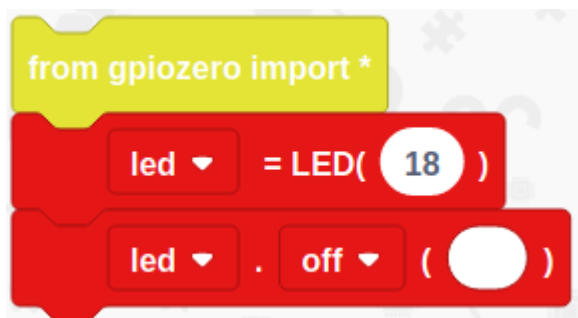 from gpiozero import *
led = LED( 18 )
led . off ( )